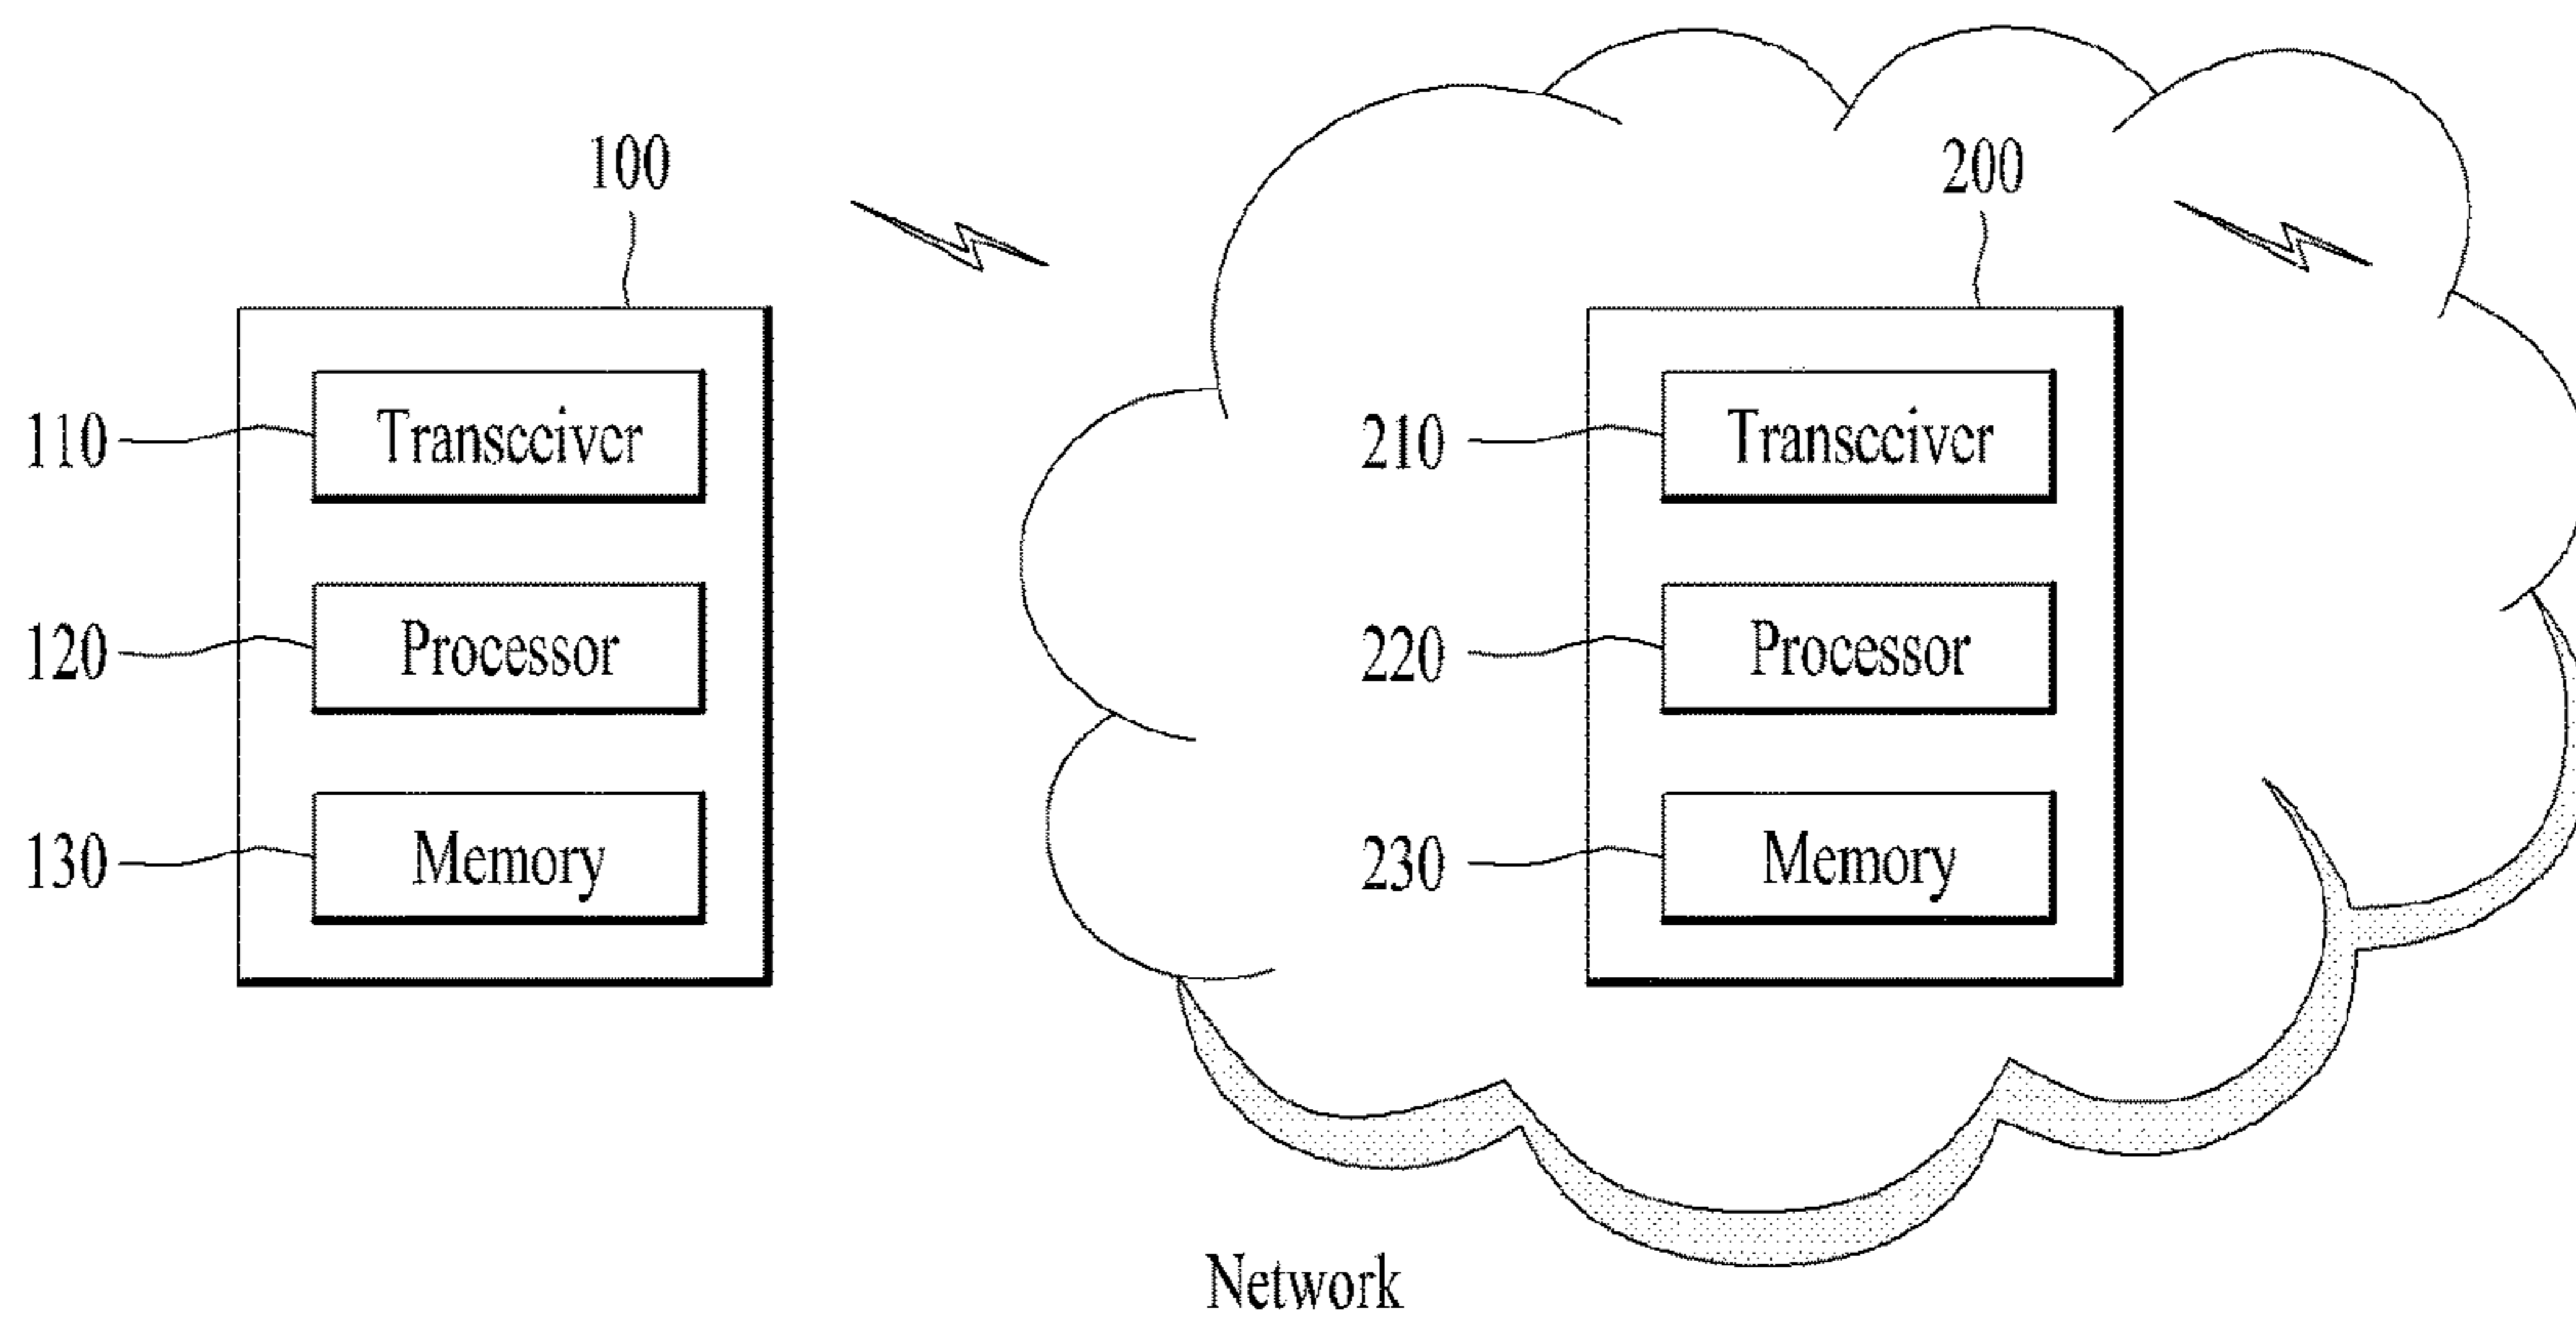 100
200
110
Transceiver
210
Transceiver
120
Processor
220
Processor
130
Memory
230
Memory
Network